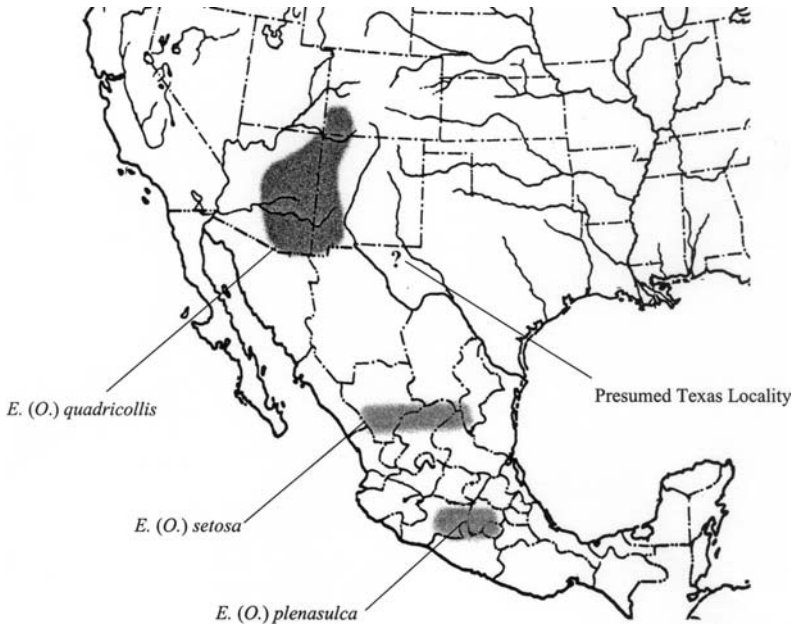 ?
E. (O.) quadricollis
Presumed Texas Locality
E. (O.) setosa
E. (O.) plenasulca